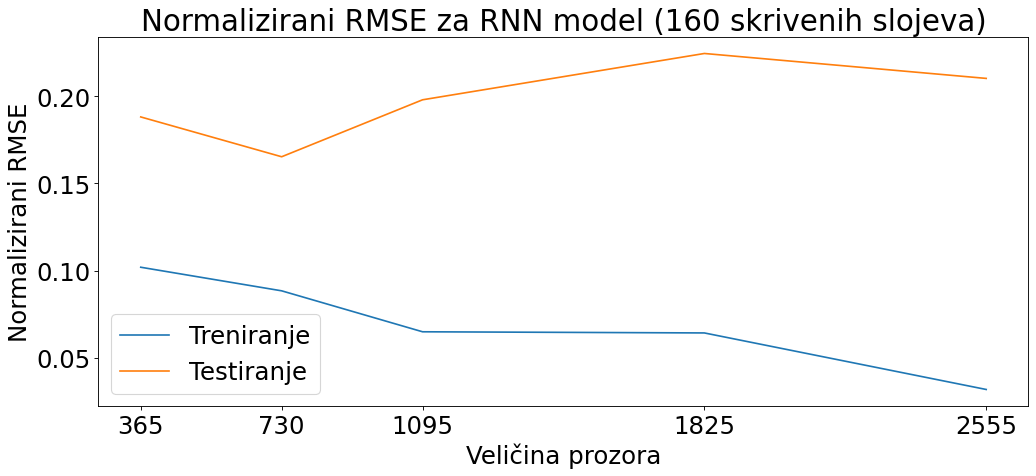 Normalizirani RMSE za RNN model (160 skrivenih slojeva)
Normalizirani RMSE
0.20
0.15
0.10
0.05
Treniranje
Testiranje
365 730 1095 1825 2555
Veličina prozora